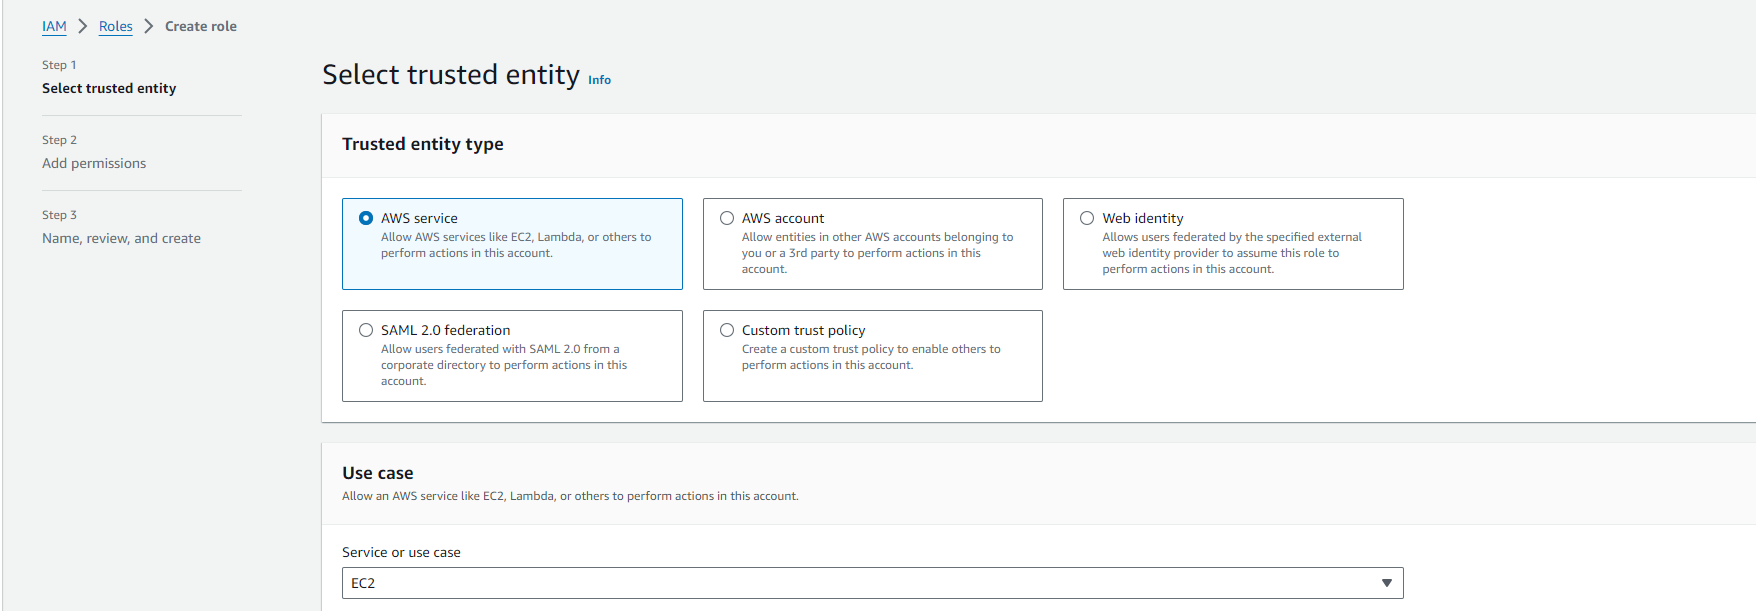 IAM > Roles > Create role
Step 1
Select trusted entity
Step 2
Add permissions
Step 3
Name, review, and create
Select trusted entity Info
Trusted entity type
AWS service
Allow AWS services like EC2, Lambda, or others to
perform actions in this account.
AWS account
Allow entities in other AWS accounts belonging to
you or a 3rd party to perform actions in this
account.
Web identity
Allows users federated by the specified external
web identity provider to assume this role to
perform actions in this account.
SAML 2.0 federation
Allow users federated with SAML 2.0 from a
corporate directory to perform actions in this
account.
Custom trust policy
Create a custom trust policy to enable others to
perform actions in this account.
Use case
Allow an AWS service like EC2, Lambda, or others to perform actions in this account.
Service or use case
EC2